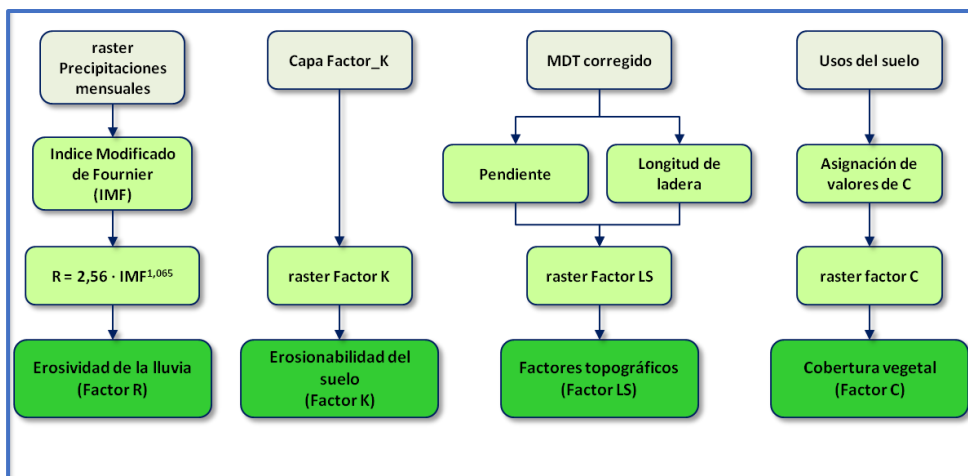 raster
Precipitaciones
mensuales
Capa Factor_K
MDT corregido
Usos del suelo
Indice Modificado
de Fournier
(IMF)
Pendiente
Longitud de
ladera
Asignación de
valores de C
R = 2,56 · IMF^1,065
raster Factor K
raster Factor LS
raster factor C
Erosividad de la lluvia
(Factor R)
Erosionabilidad del
suelo
(Factor K)
Factores topográficos
(Factor LS)
Cobertura vegetal
(Factor C)